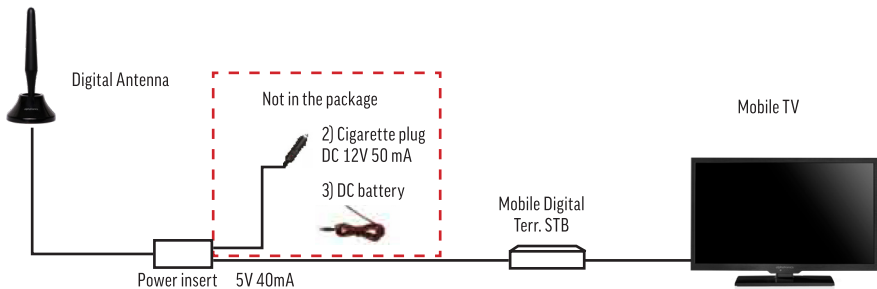 Digital Antenna
Not in the package
2) Cigarette plug
DC 12V 50 mA
3) DC battery
Mobile TV
Mobile Digital
Terr. STB
Power insert
5V 40mA